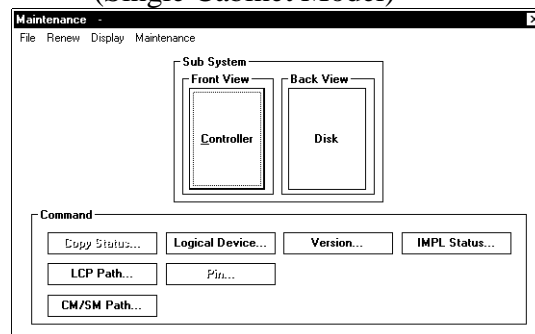 (Single Cabinet Model)
Maintenance -
File Renew Display Maintenance
Sub System
Front View Back View
Controller Disk
Command
Copy Status... Logical Device... Version... IMPL Status...
LCP Path... Pin...
CM/SM Path...